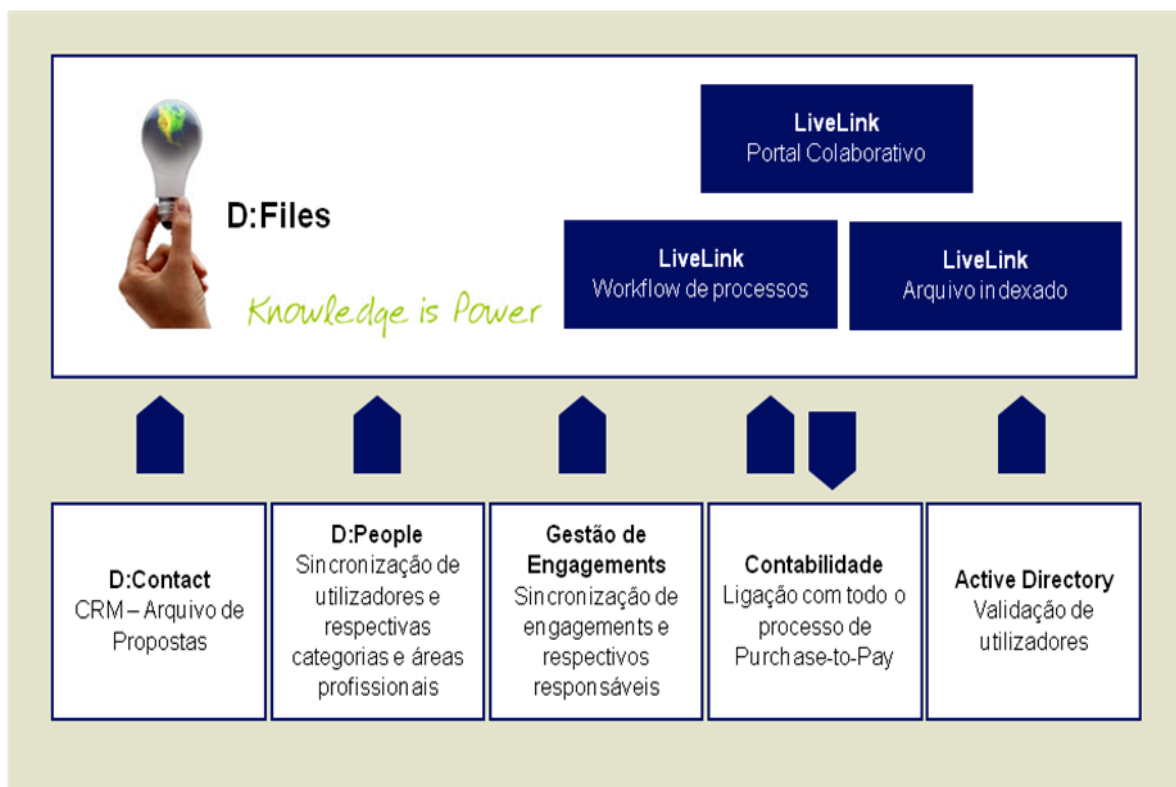 LiveLink
Portal Colaborativo
D:Files
Knowledge is Power
LiveLink
Workflow de processos
LiveLink
Arquivo indexado
D:Contact
CRM – Arquivo de
Propostas
D:People
Sincronização de
utilizadores e
respectivas
categorias e áreas
profissionais
Gestão de
Engagements
Sincronização de
engagements e
respectivos
responsáveis
Contabilidade
Ligação com todo o
processo de
Purchase-to-Pay
Active Directory
Validação de
utilizadores